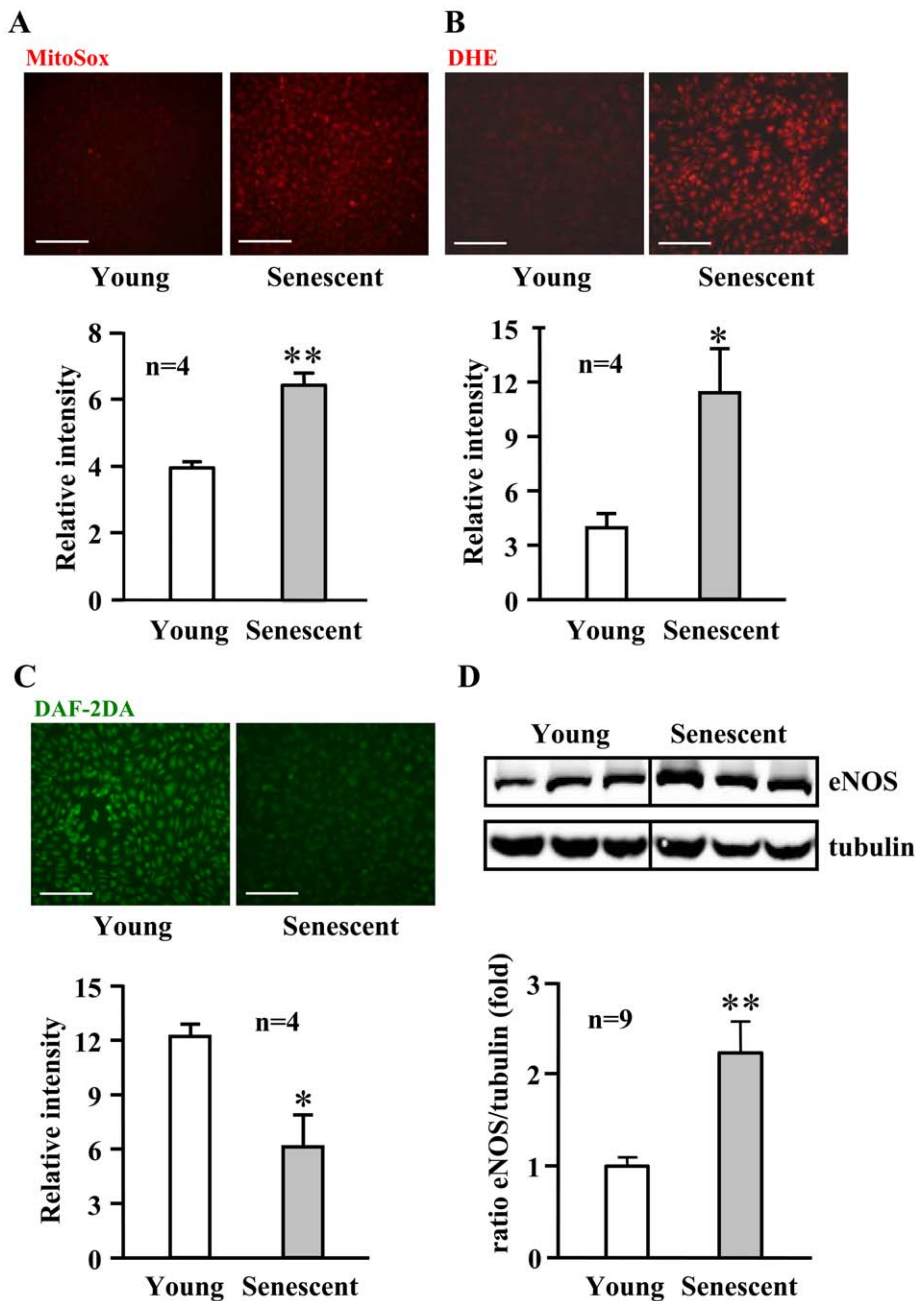 A
MitoSox
Young Senescent
8
6
4
2
0
Relative intensity
n=4
**
Young Senescent
B
DHE
Young Senescent
15
12
9
6
3
0
Relative intensity
n=4
*
Young Senescent
C
DAF-2DA
Young Senescent
15
12
9
6
3
0
Relative intensity
n=4
*
Young Senescent
D
Young Senescent
eNOS
tubulin
3
2
1
0
ratio eNOS/tubulin (fold)
n=9
**
Young Senescent